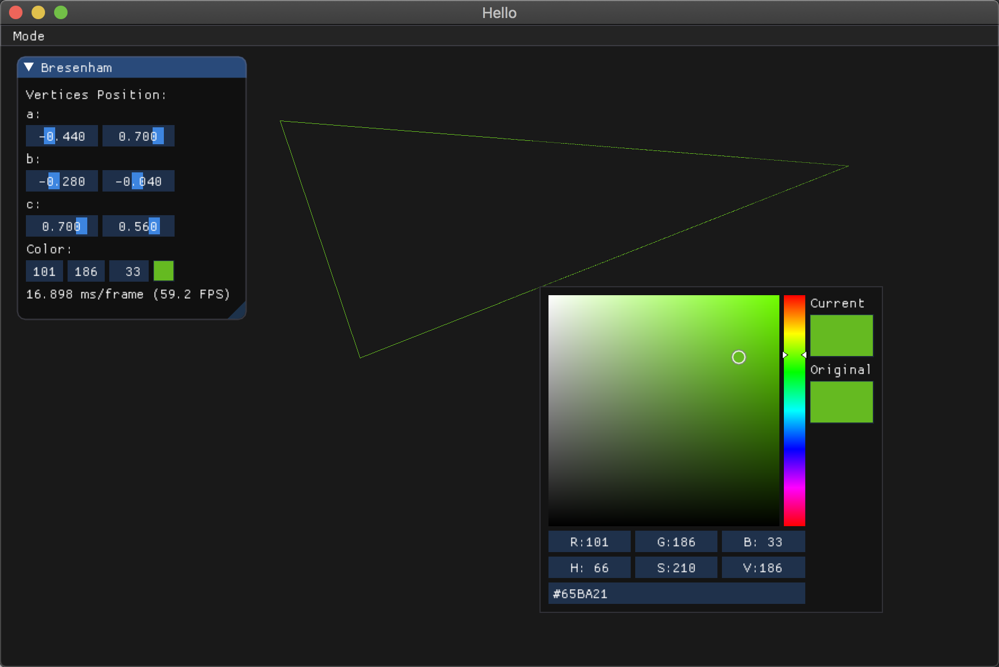 Hello
Mode
Bresenham
Vertices Position:
a:
-0.440 0.700
b:
-0.280 -0.040
c:
0.700 0.560
Color:
101 186 33
16.898 ms/frame (59.2 FPS)
Current
Original
R:101 G:186 B: 33
H: 66 S:210 V:186
#65BA21